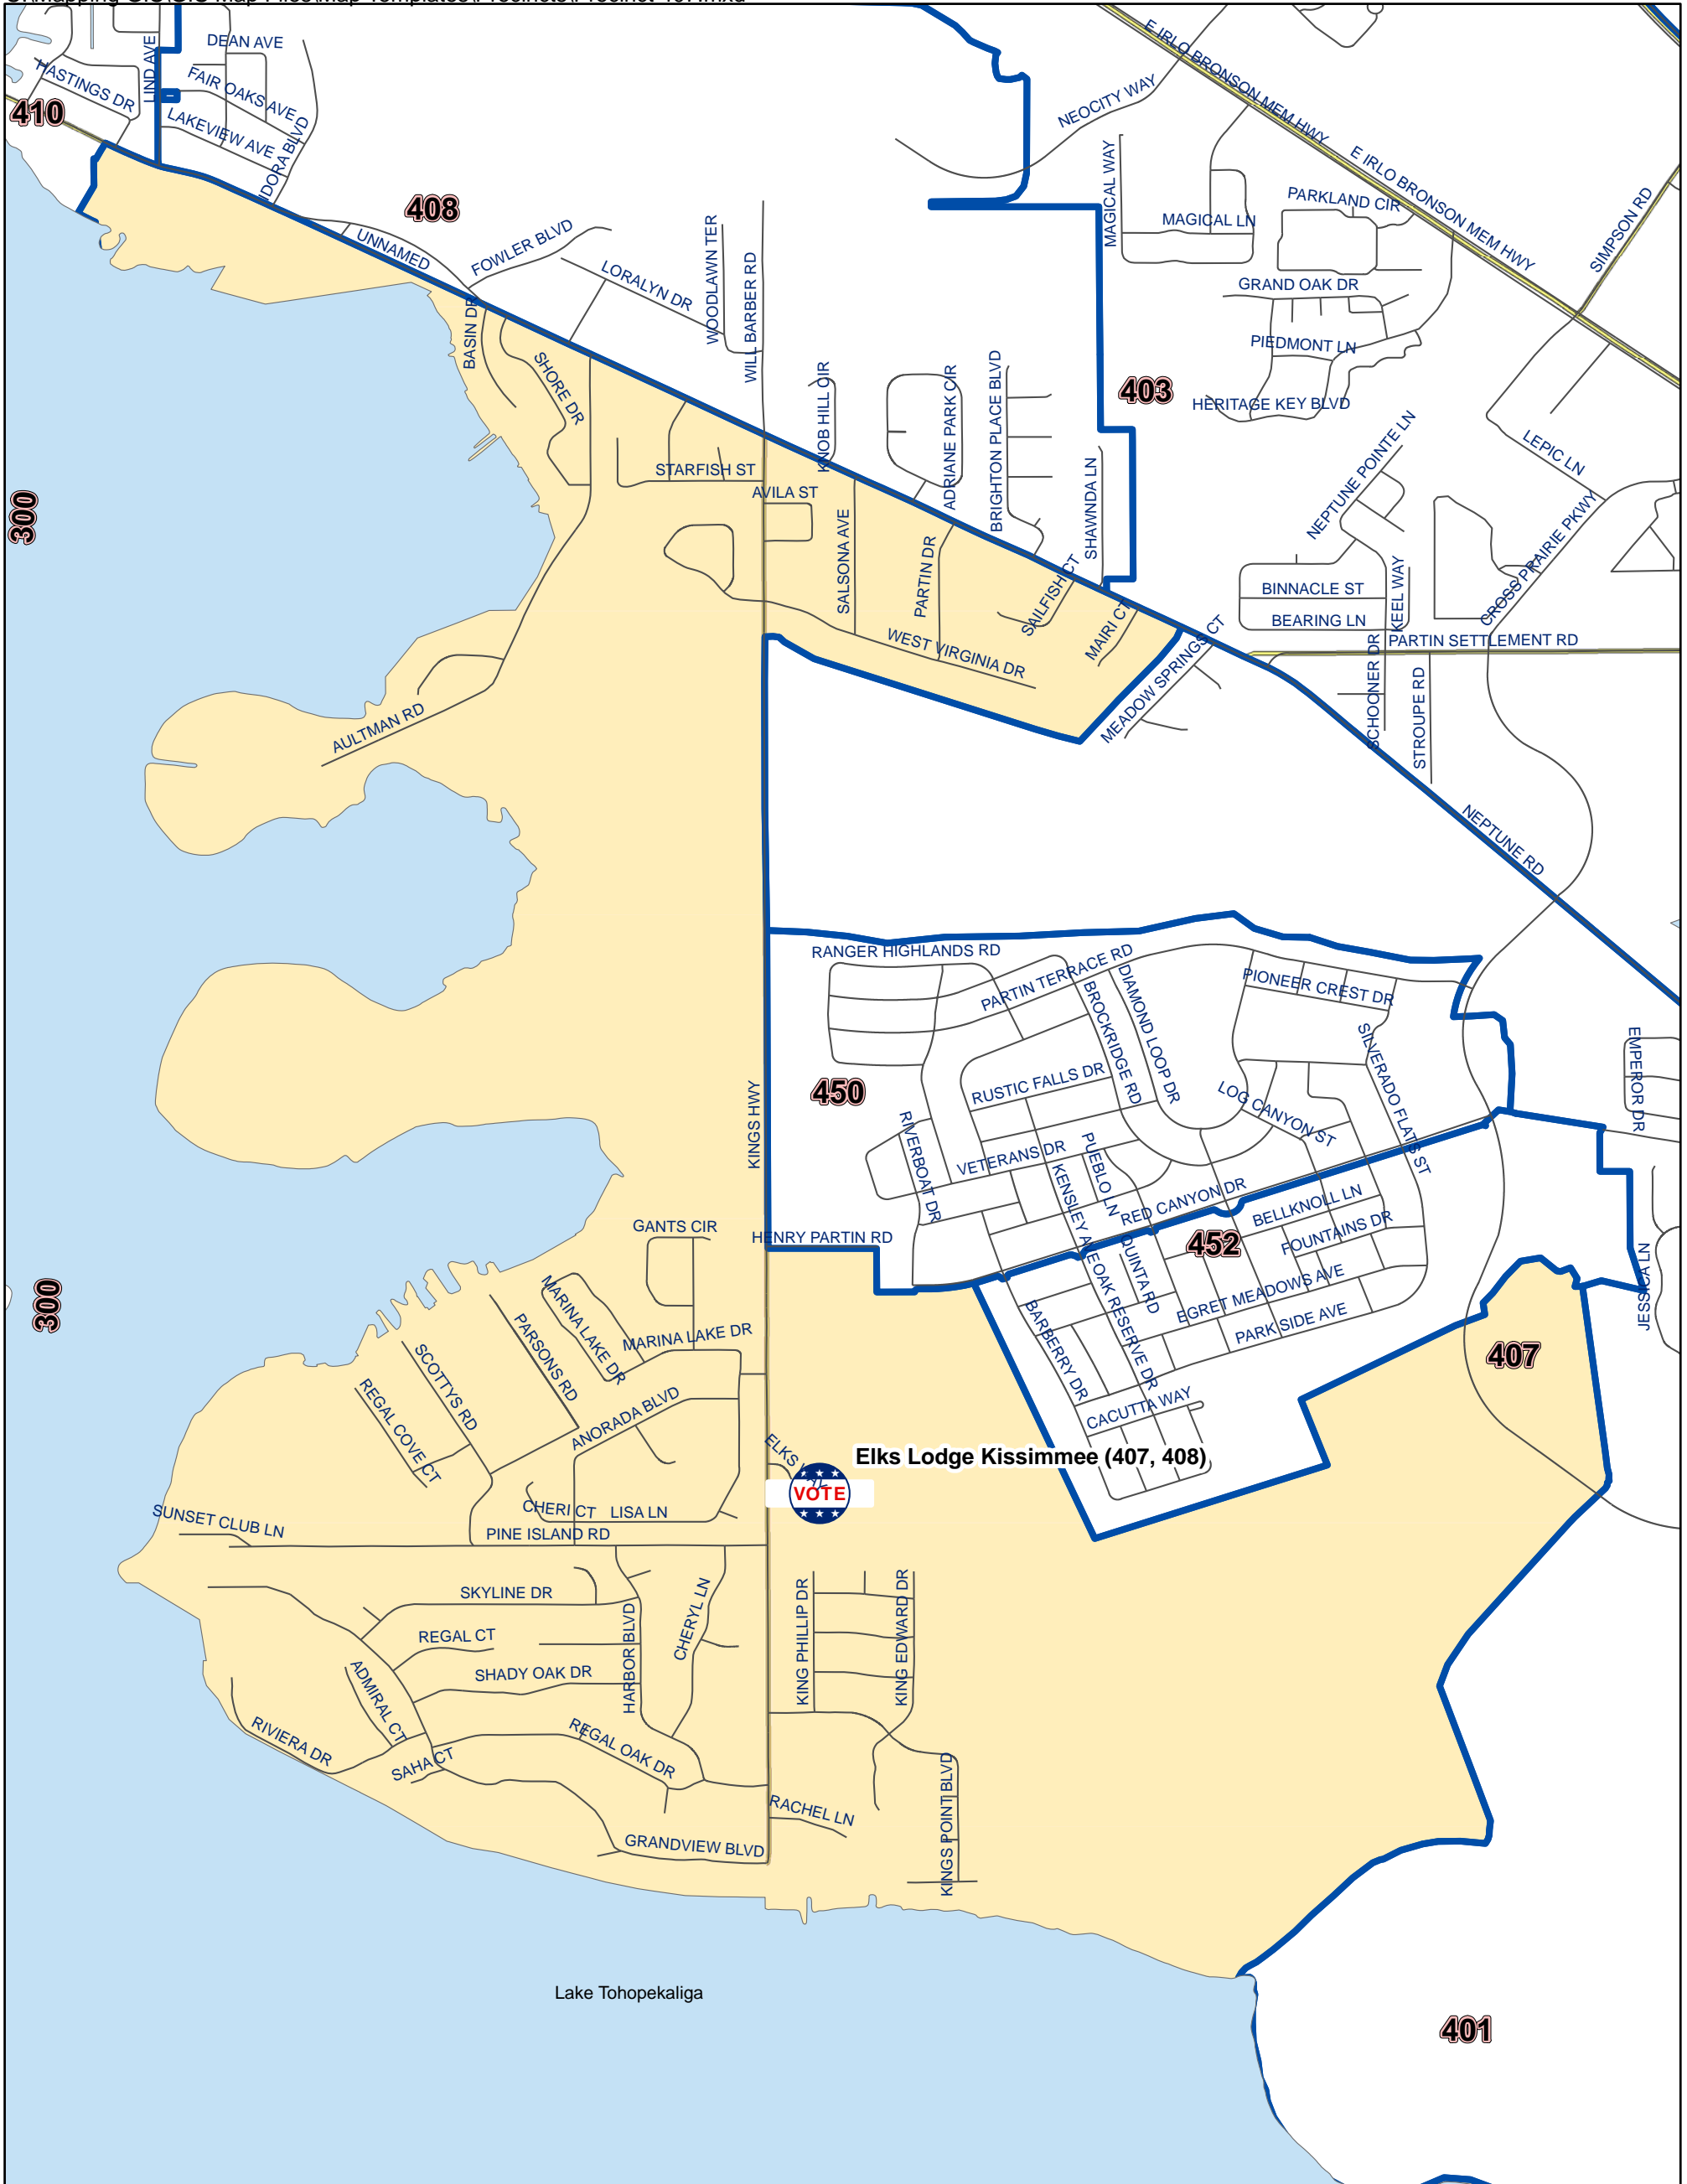 DEAN AVE
LIND AVE
HASTINGS DR
FAIR OAKS AVE
LAKEVIEW AVE
410
408
UNNAMED
FOWLER BLVD
LORALYN DR
WOODLAWN TER
WILL BARBER RD
NEOCITY WAY
E IRLO BRONSON MEM HWY
E IRLO BRONSON MEM HWY
MAGICAL WAY
MAGICAL LN
PARKLAND CIR
SIMPSON RD
GRAND OAK DR
PIEDMONT LN
403
HERITAGE KEY BLVD
LEPIC LN
NEPTUNE POINTE LN
CROSS PRAIRIE PKWY
BASIN DR
SHORE DR
KNOB HILL CIR
ADRIANE PARK CIR
BRIGHTON PLACE BLVD
SHAWNDA LN
STARFISH ST
AVILA ST
SALSONA AVE
PARTIN DR
SAILFISH CT
MAIRI CT
WEST VIRGINIA DR
MEADOW SPRINGS CT
BINNACLE ST
BEARING LN
KEEL WAY
PARTIN SETTLEMENT RD
SCHOONER DR
STROUPE RD
NEPTUNE RD
300
AULTMAN RD
RANGER HIGHLANDS RD
PARTIN TERRACE RD
DIAMOND LOOP DR
BROCKRIDGE RD
PIONEER CREST DR
SILVERADO FLATS ST
EMPEROR DR
450
RUSTIC FALLS DR
LOG CANYON ST
RIVERBOAT DR
VETERANS DR
PUEBLO LN
KENSLEY AVE
RED CANYON DR
KINGS HWY
HENRY PARTIN RD
452
BELLKNOLL LN
FOUNTAINS DR
QUINTA RD
OAK RESERVE DR
EGRET MEADOWS AVE
PARK SIDE AVE
BARBERRY DR
CACUTTA WAY
JESSICA LN
407
300
GANTS CIR
MARINA LAKE DR
MARINA LAKE DR
PARSONS RD
SCOTTYS RD
REGAL COVE CT
ANORADA BLVD
Elks Lodge Kissimmee (407, 408)
VOTE
CHERI CT
LISA LN
SUNSET CLUB LN
PINE ISLAND RD
SKYLINE DR
REGAL CT
SHADY OAK DR
HARBOR BLVD
CHERYL LN
KING PHILLIP DR
KING EDWARD DR
ADMIRAL CT
RIVIERA DR
SAHA CT
REGAL OAK DR
RACHEL LN
KINGS POINT BLVD
GRANDVIEW BLVD
Lake Tohopekaliga
401